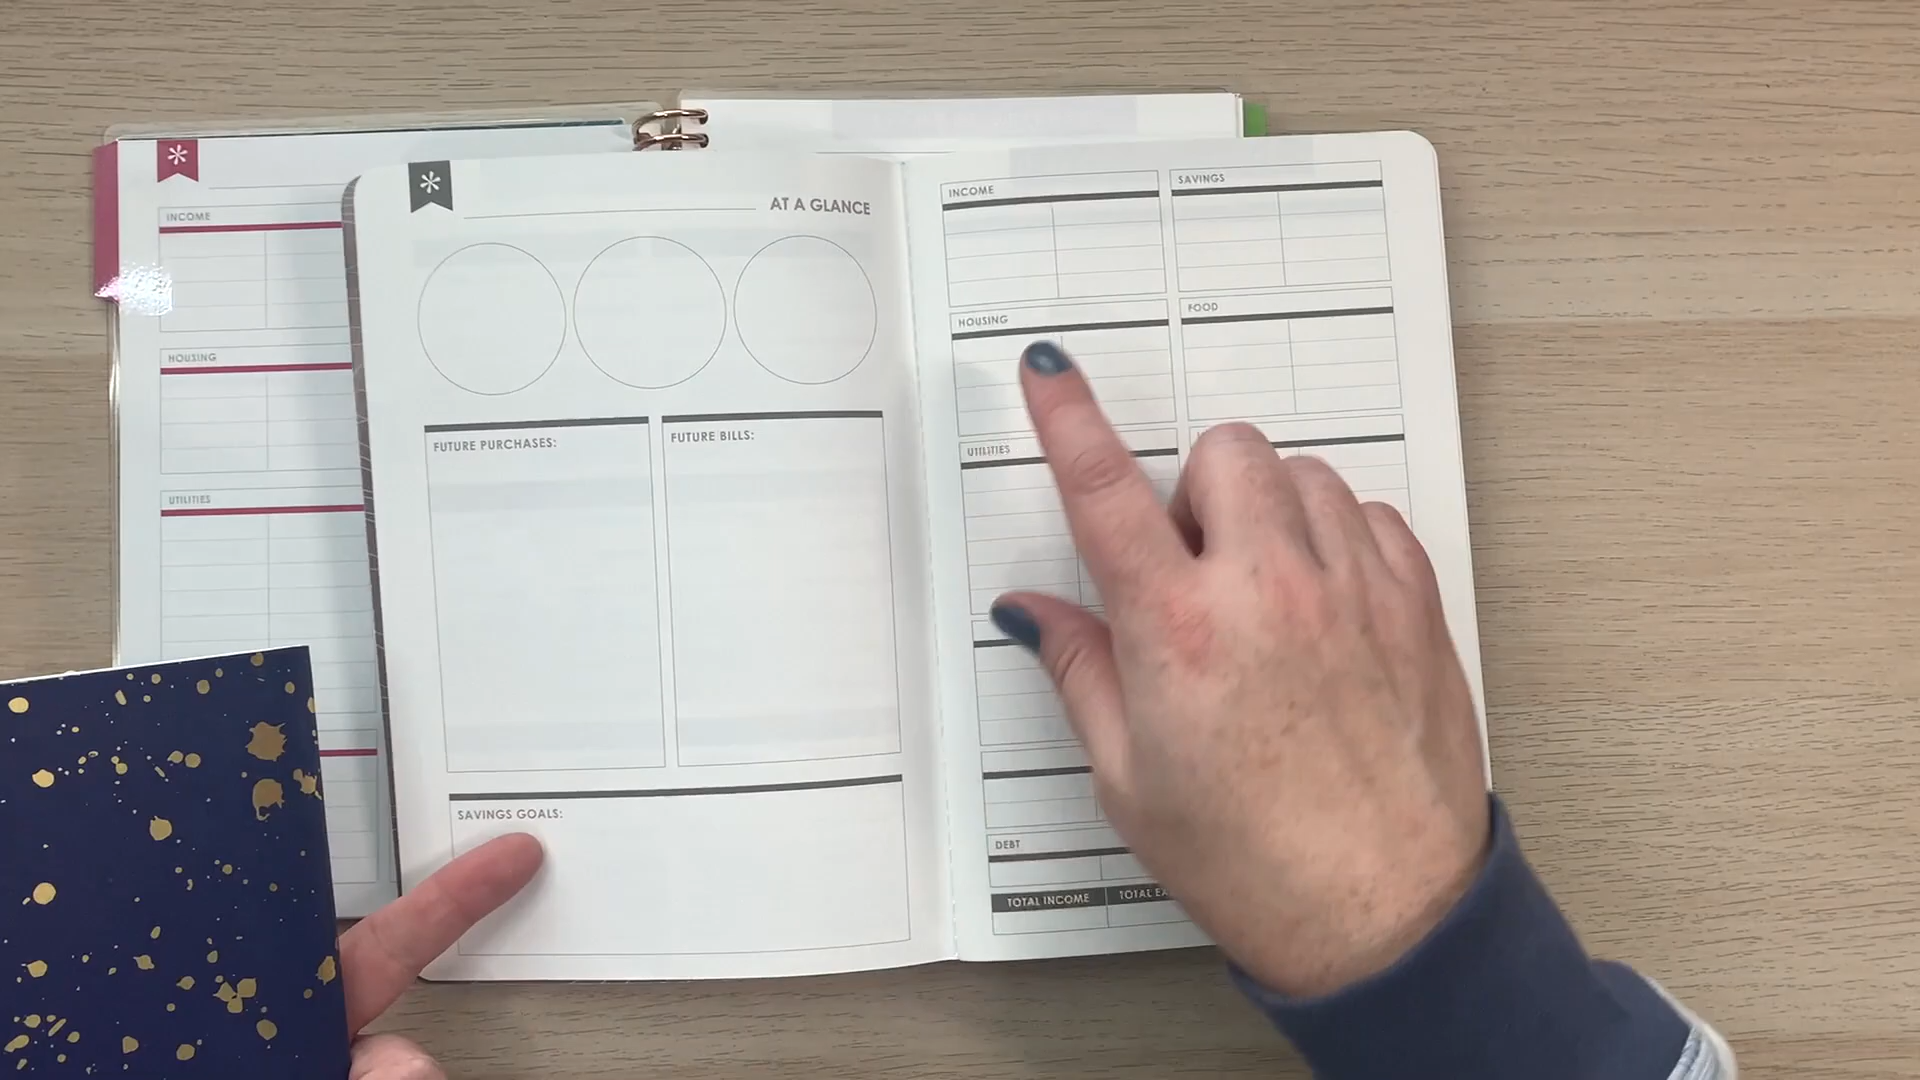 INCOME
HOUSING
UTILITIES
AT A GLANCE
FUTURE PURCHASES:
FUTURE BILLS:
SAVINGS GOALS:
INCOME
SAVINGS
HOUSING
FOOD
UTILITIES
DEBT
TOTAL INCOME
TOTAL